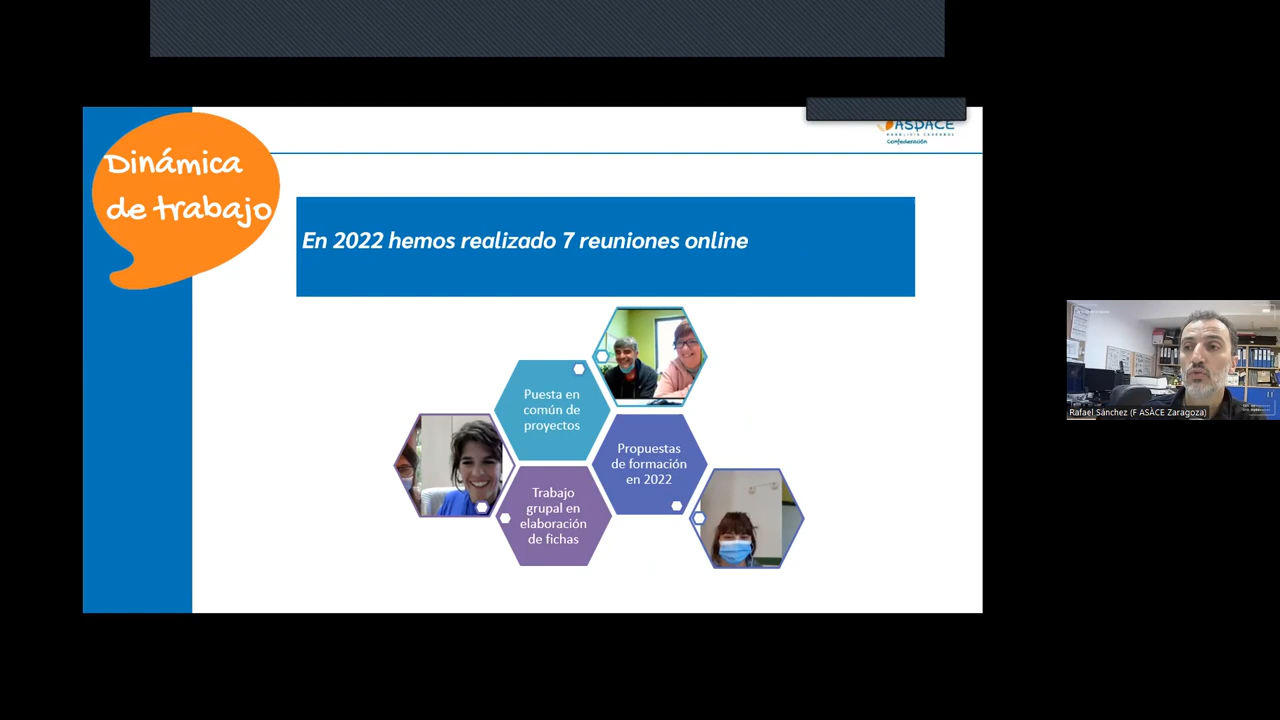 Dinámica
de trabajo
ASPACE
Confederación
En 2022 hemos realizado 7 reuniones online
Puesta en
común de
proyectos
Propuestas
de formación
en 2022
Trabajo
grupal en
elaboración
de fichas
Rafael Sánchez (F ASÀCE Zaragoza)